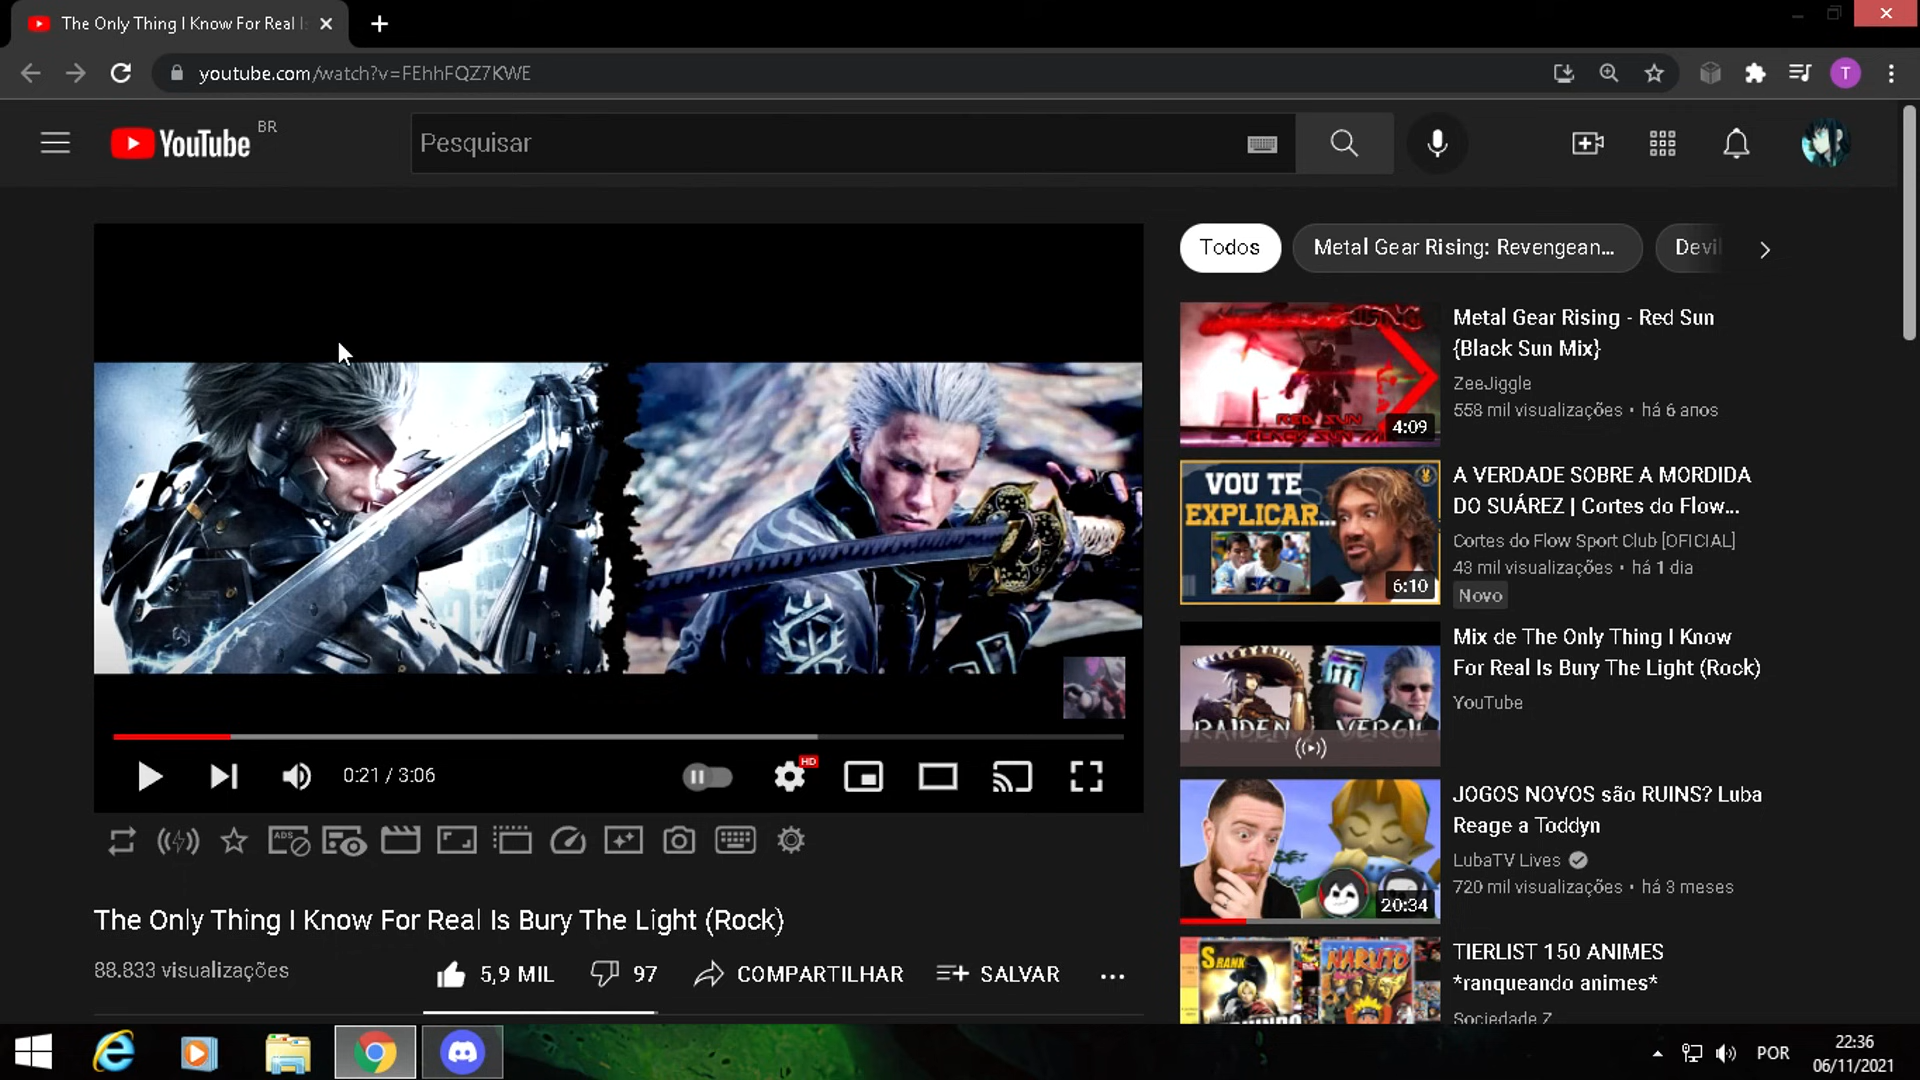 The Only Thing I Know For Real I
youtube.com/watch?v=FEhhFQZ7KWE
T
YouTube BR
Pesquisar
Todos
Metal Gear Rising: Revengean...
Devil
RED SUN
BLACK SUN M
4:09
Metal Gear Rising - Red Sun
{Black Sun Mix}
ZeeJiggle
558 mil visualizações • há 6 anos
VOU TE
EXPLICAR...
6:10
A VERDADE SOBRE A MORDIDA
DO SUÁREZ | Cortes do Flow...
Cortes do Flow Sport Club [OFICIAL]
43 mil visualizações • há 1 dia
Novo
RAIDEN VERGIL
Mix de The Only Thing I Know
For Real Is Bury The Light (Rock)
YouTube
HD
0:21 / 3:06
ADS
20:34
JOGOS NOVOS são RUINS? Luba
Reage a Toddyn
LubaTV Lives
720 mil visualizações • há 3 meses
The Only Thing I Know For Real Is Bury The Light (Rock)
88.833 visualizações
5,9 MIL
97
COMPARTILHAR
SALVAR
S RANK
NARUTO
TIERLIST 150 ANIMES
*ranqueando animes*
Sociedade Z
POR
22:36
06/11/2021